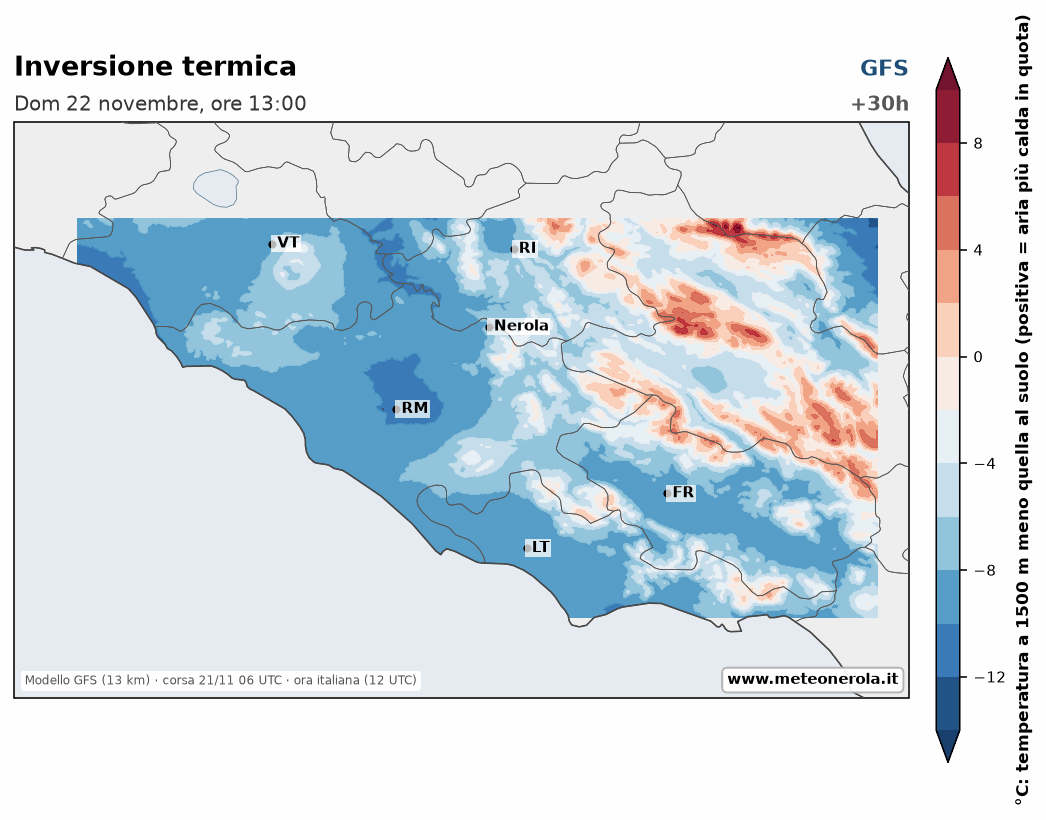 Inversione termica
GFS
Dom 22 novembre, ore 13:00
+30h
VT
RI
Nerola
RM
FR
LT
Modello GFS (13 km) · corsa 21/11 06 UTC · ora italiana (12 UTC)
www.meteonerola.it
8
4
0
−4
−8
−12
°C: temperatura a 1500 m meno quella al suolo (positiva = aria più calda in quota)